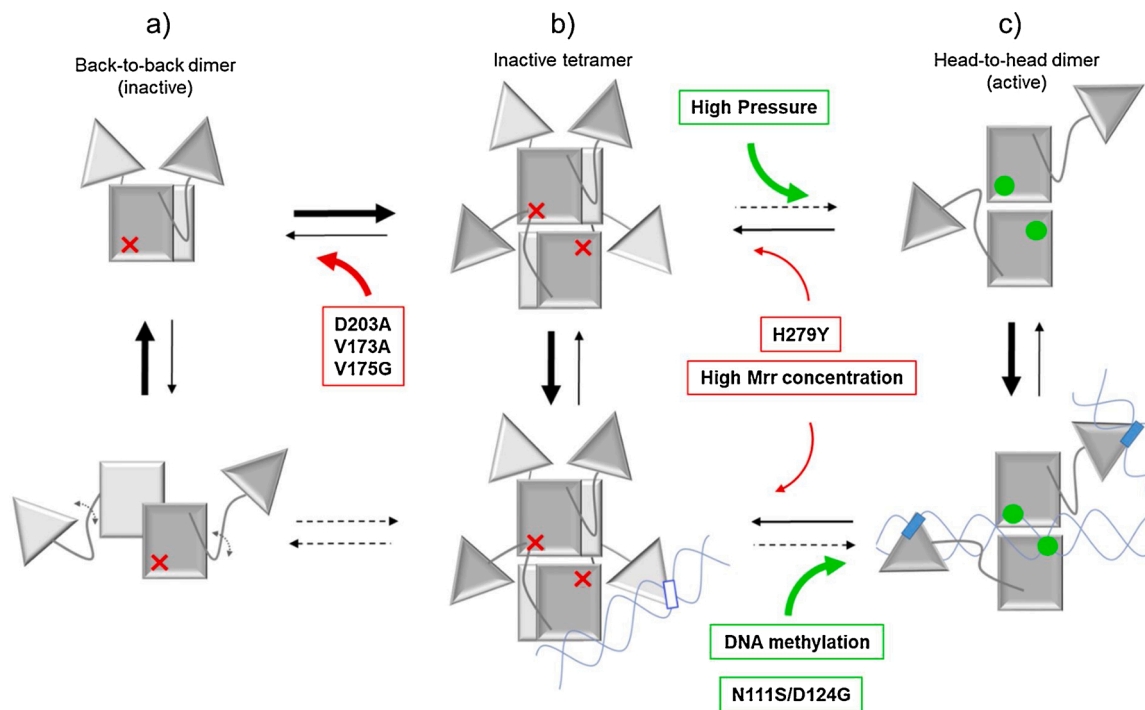 a)
b)
c)
Back-to-back dimer
(inactive)
Inactive tetramer
Head-to-head dimer
(active)
High Pressure
D203A
V173A
V175G
H279Y
High Mrr concentration
DNA methylation
N111S/D124G